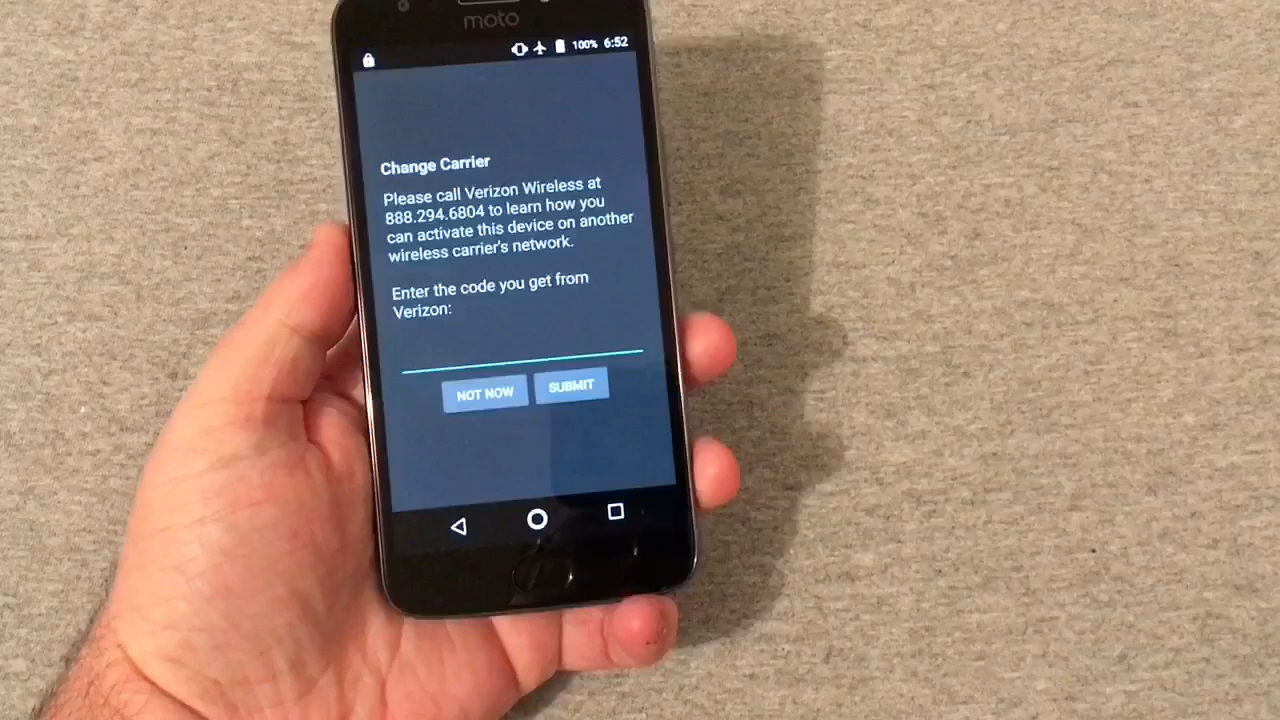 moto
100% 6:52
Change Carrier
Please call Verizon Wireless at
888.294.6804 to learn how you
can activate this device on another
wireless carrier's network.
Enter the code you get from
Verizon:
NOT NOW SUBMIT